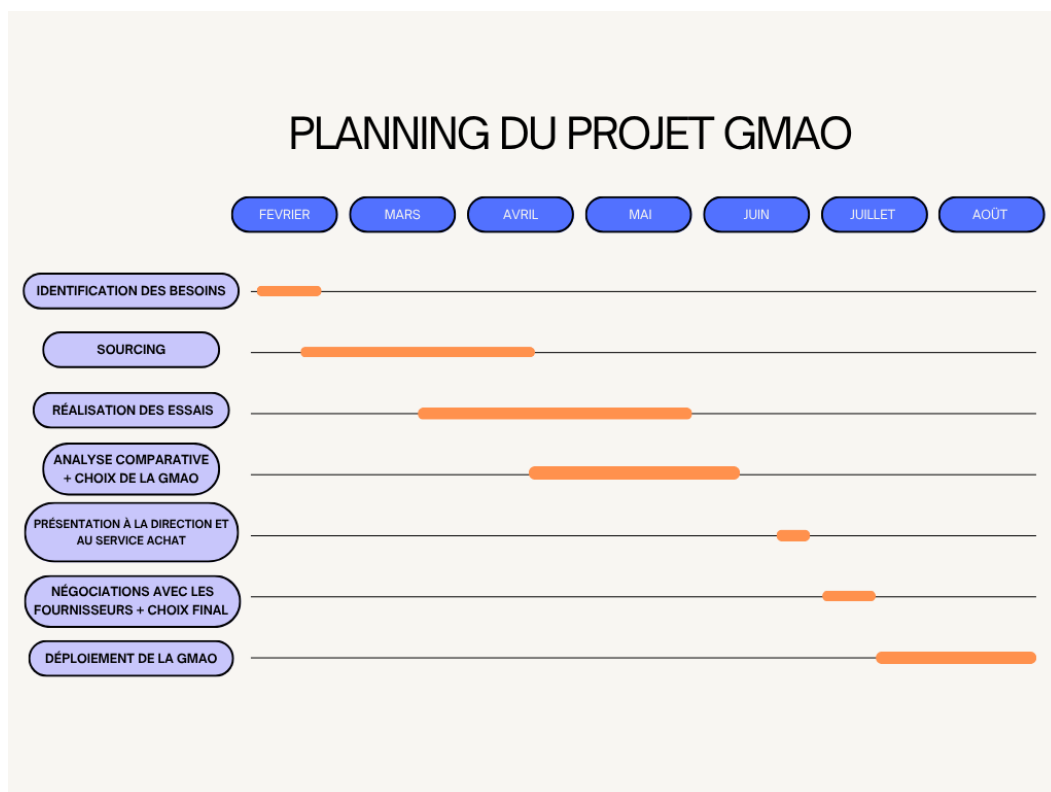 PLANNING DU PROJET GMAO
FEVRIER MARS AVRIL MAI JUIN JUILLET AOÛT
IDENTIFICATION DES BESOINS
SOURCING
RÉALISATION DES ESSAIS
ANALYSE COMPARATIVE
+ CHOIX DE LA GMAO
PRÉSENTATION À LA DIRECTION ET
AU SERVICE ACHAT
NÉGOCIATIONS AVEC LES
FOURNISSEURS + CHOIX FINAL
DÉPLOIEMENT DE LA GMAO